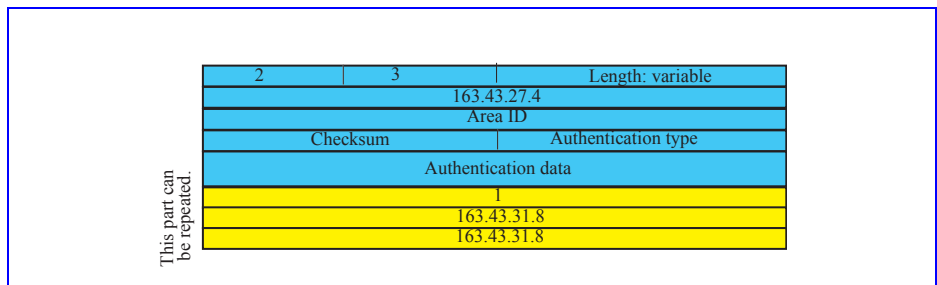 2 3 Length: variable
163.43.27.4
Area ID
Checksum Authentication type
Authentication data
This part can
be repeated.
1
163.43.31.8
163.43.31.8